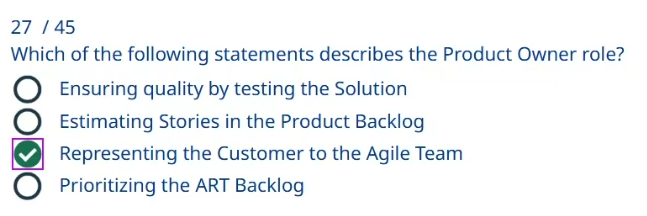 27 / 45
Which of the following statements describes the Product Owner role?
Ensuring quality by testing the Solution
Estimating Stories in the Product Backlog
Representing the Customer to the Agile Team
Prioritizing the ART Backlog